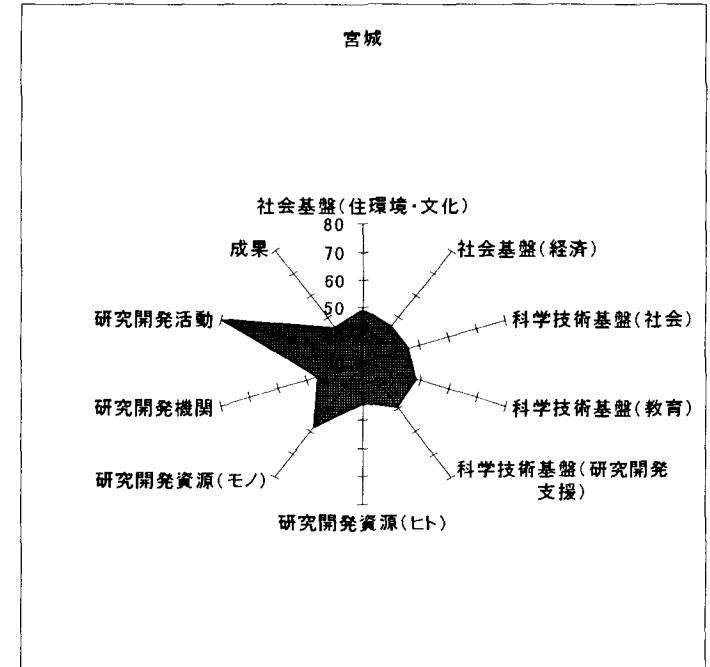 宮城
社会基盤(住環境・文化)
80
70
60
50
社会基盤(経済)
科学技術基盤(社会)
科学技術基盤(教育)
科学技術基盤(研究開発
支援)
研究開発資源(ヒト)
研究開発資源(モノ)
研究開発機関
研究開発活動
成果